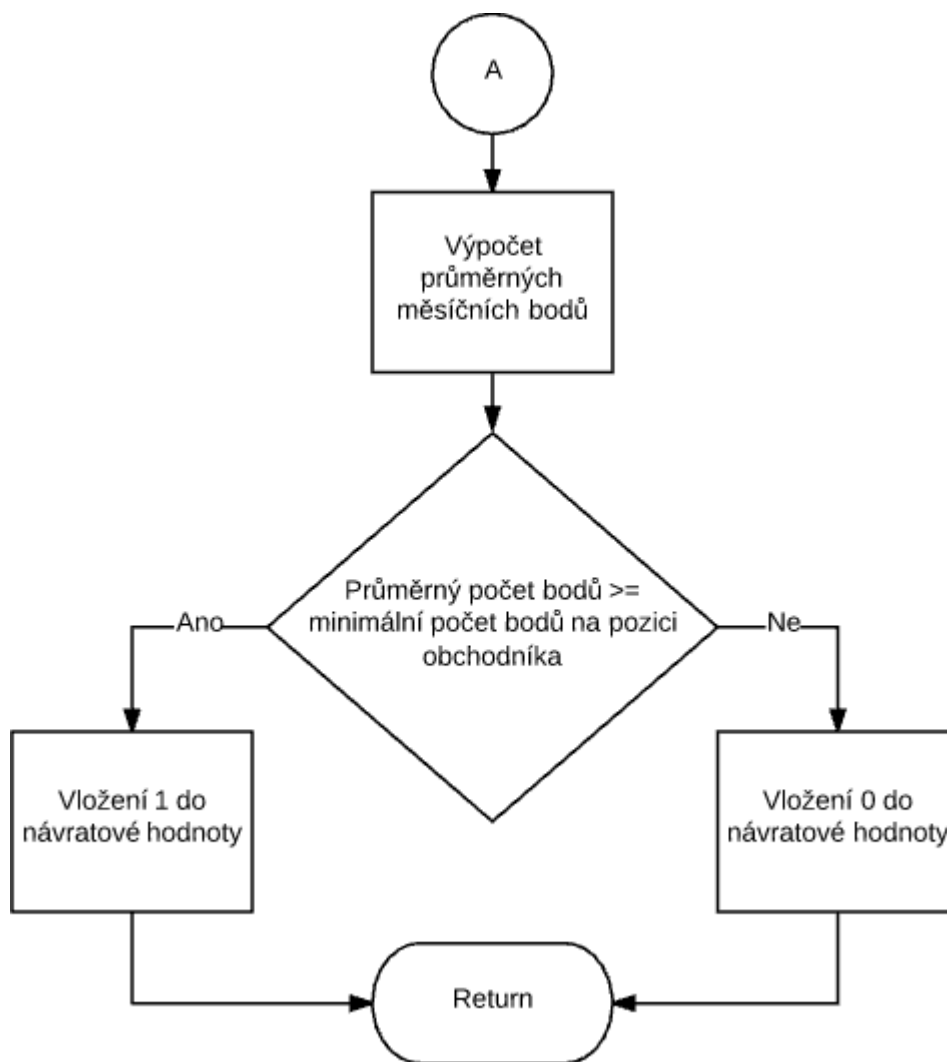 A
Výpočet
průměrných
měsíčních bodů
Průměrný počet bodů >=
minimální počet bodů na pozici
obchodníka
Ano
Ne
Vložení 1 do
návratové hodnoty
Vložení 0 do
návratové hodnoty
Return